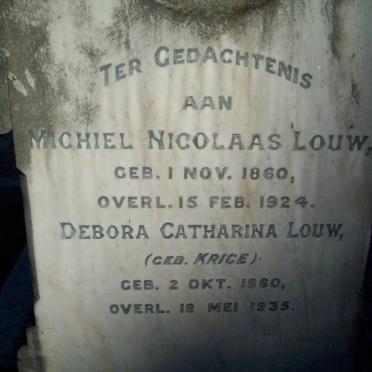 TER GEDACHTENIS
AAN
MICHIEL NICOLAAS LOUW,
GEB. 1 NOV. 1860,
OVERL. 15 FEB. 1924.
DEBORA CATHARINA LOUW,
(GEB. KRIGE)
GEB. 2 OKT. 1860,
OVERL. 18 MEI 1935.